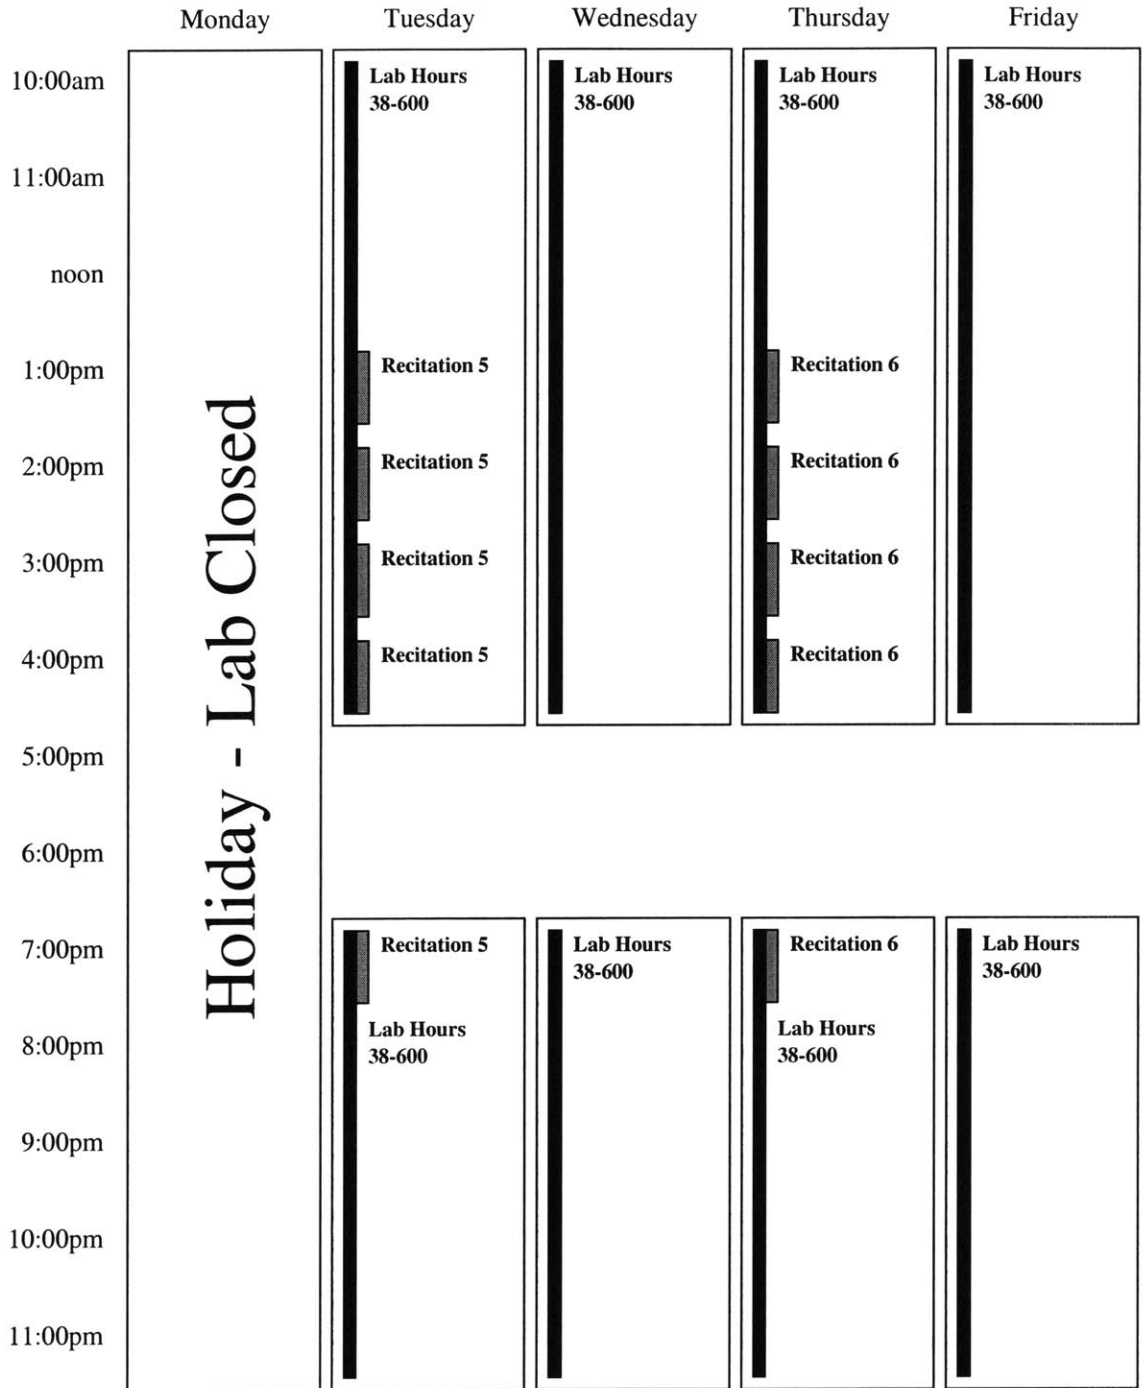 Monday Tuesday Wednesday Thursday Friday
10:00am
11:00am
noon
1:00pm
2:00pm
3:00pm
4:00pm
5:00pm
6:00pm
7:00pm
8:00pm
9:00pm
10:00pm
11:00pm
Holiday - Lab Closed
Lab Hours
38-600
Recitation 5
Recitation 5
Recitation 5
Recitation 5
Recitation 5
Lab Hours
38-600
Lab Hours
38-600
Lab Hours
38-600
Lab Hours
38-600
Recitation 6
Recitation 6
Recitation 6
Recitation 6
Recitation 6
Lab Hours
38-600
Lab Hours
38-600
Lab Hours
38-600